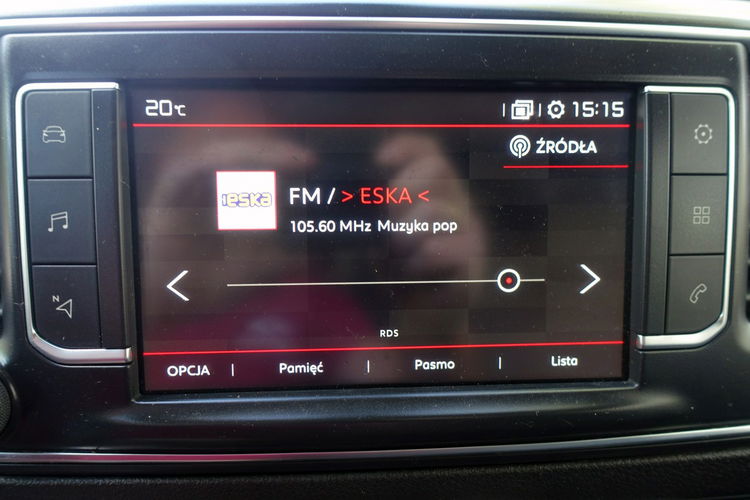 20°C 15:15
ŹRÓDŁA
eska FM / > ESKA <
105.60 MHz Muzyka pop
N
RDS
OPCJA | Pamięć | Pasmo | Lista